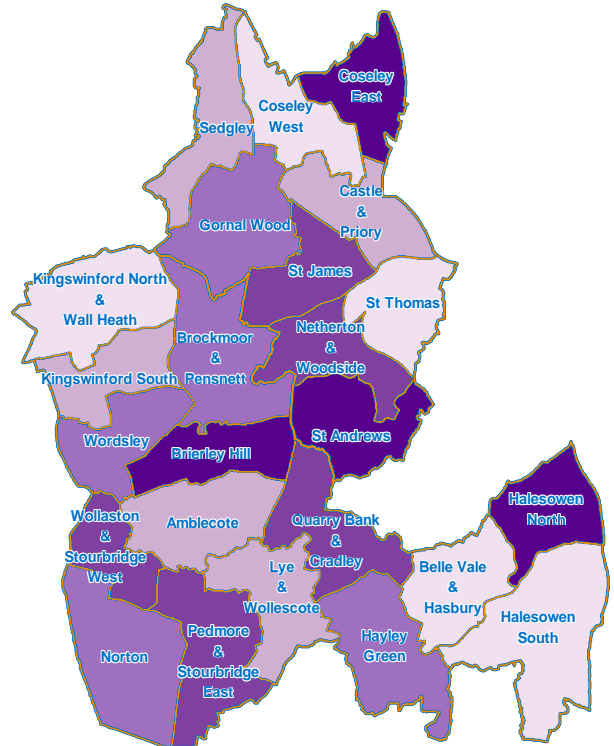 Coseley
East
Coseley
West
Sedgley
Castle
&
Priory
Gornal Wood
St James
Kingswinford North
&
Wall Heath
St Thomas
Brockmoor
&
Pensnett
Netherton
&
Woodside
Kingswinford South
Wordsley
Brierley Hill
St Andrews
Halesowen
North
Wollaston
&
Stourbridge
West
Amblecote
Quarry Bank
&
Cradley
Lye
&
Wollescote
Belle Vale
&
Hasbury
Halesowen
South
Norton
Pedmore
&
Stourbridge
East
Hayley
Green